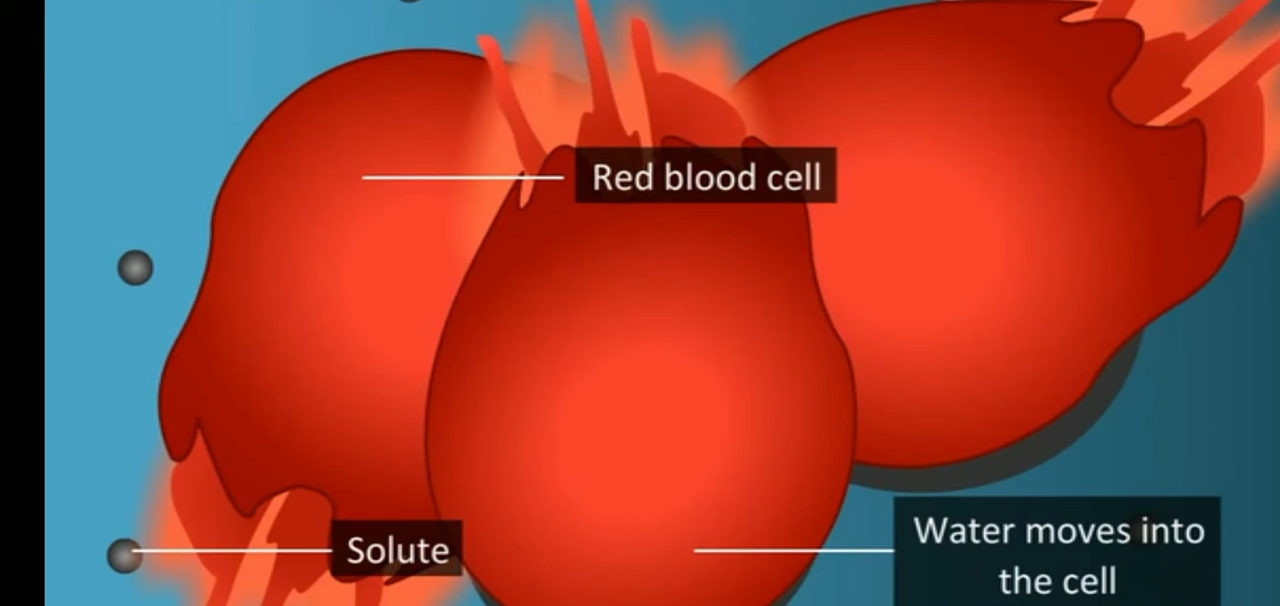 Red blood cell
Solute
Water moves into
the cell